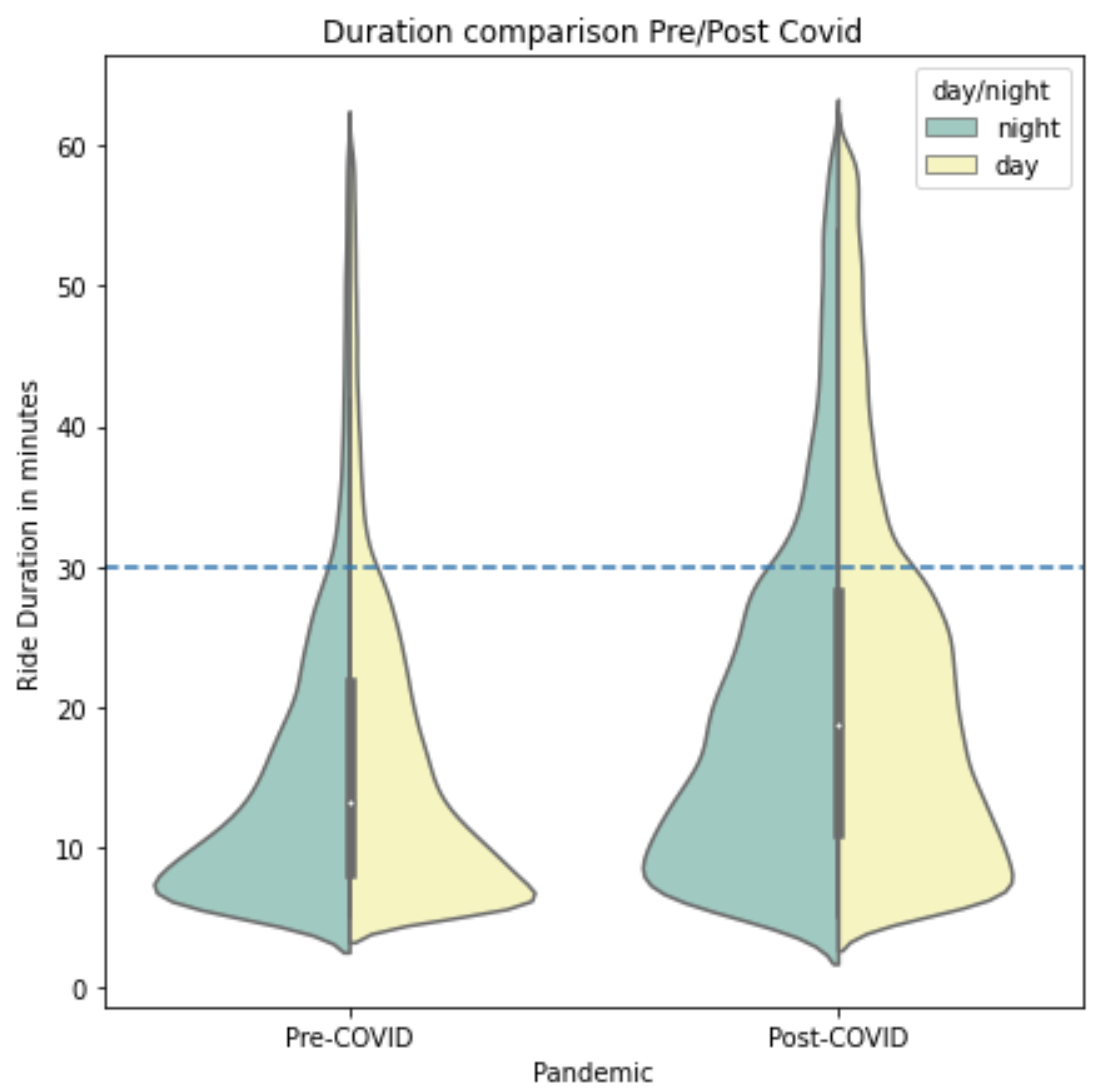 Duration comparison Pre/Post Covid
day/night
night
day
60
50
40
30
20
10
0
Ride Duration in minutes
Pre-COVID
Post-COVID
Pandemic